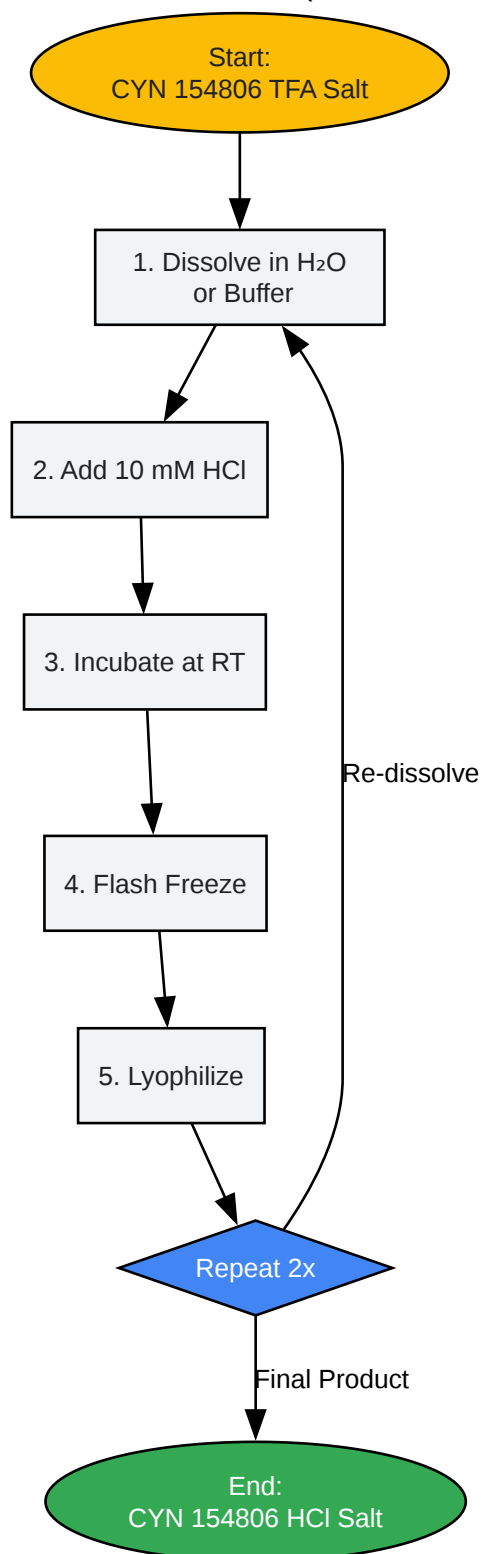 Start:
CYN 154806 TFA Salt
1. Dissolve in H₂O
or Buffer
2. Add 10 mM HCl
3. Incubate at RT
Re-dissolve
4. Flash Freeze
5. Lyophilize
Repeat 2x
Final Product
End:
CYN 154806 HCl Salt